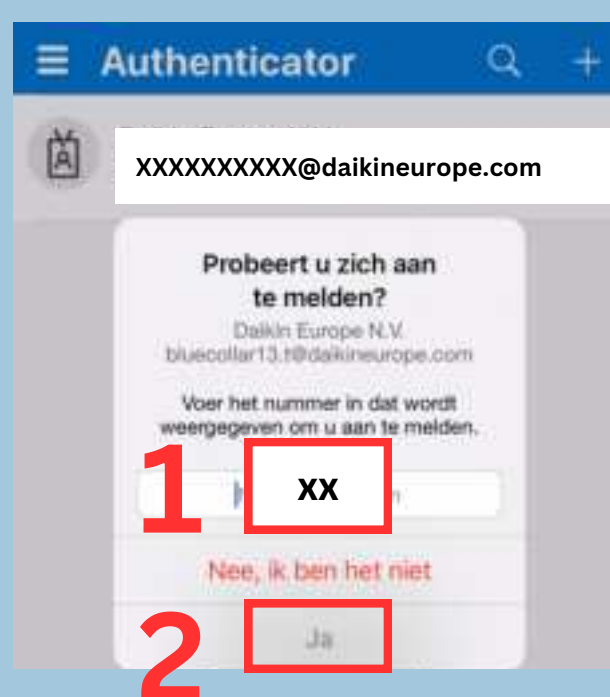 Authenticator
XXXXXXXXXX@daikineurope.com
Probeert u zich aan
te melden?
Daikin Europe N.V.
bluecollar13.t@daikineurope.com
Voer het nummer in dat wordt
weergegeven om u aan te melden.
1
XX
Nee, ik ben het niet
2
Ja